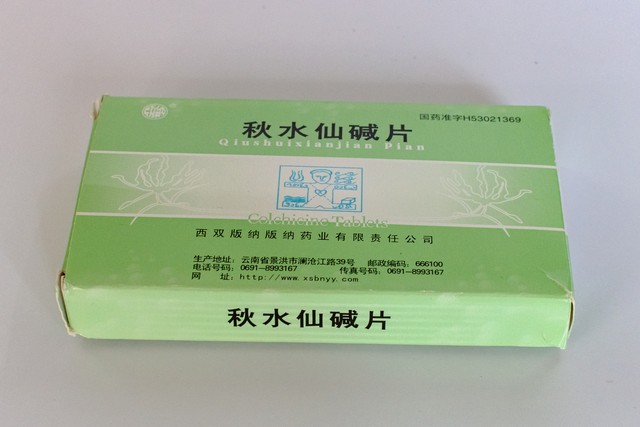 国药准字H53021369
秋水仙碱片
Qiushuixianjian Pian
Colchicine Tablets
西双版纳版纳药业有限责任公司
生产地址：云南省景洪市澜沧江路39号 邮政编码：666100
电话号码：0691-8993167 传真号码：0691-8993167
网 址：http://www.xsbnyy.com
秋水仙碱片